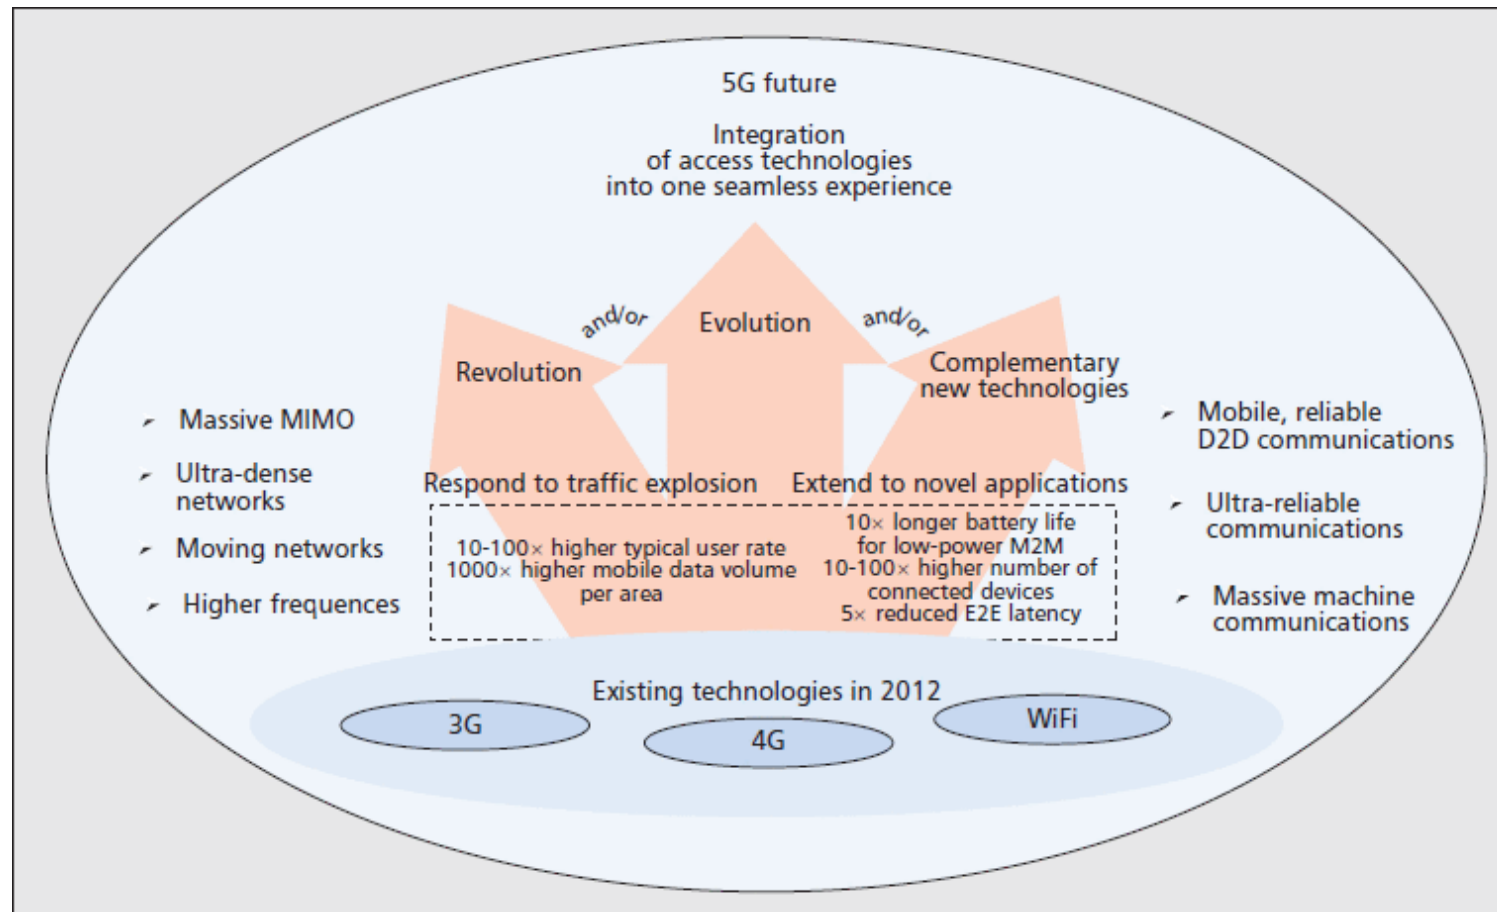 5G future
Integration
of access technologies
into one seamless experience
and/or
Evolution
and/or
Revolution
Complementary
new technologies
Massive MIMO
Ultra-dense
networks
Moving networks
Higher frequences
Mobile, reliable
D2D communications
Ultra-reliable
communications
Massive machine
communications
Respond to traffic explosion
10-100× higher typical user rate
1000× higher mobile data volume
per area
Extend to novel applications
10× longer battery life
for low-power M2M
10-100× higher number of
connected devices
5× reduced E2E latency
Existing technologies in 2012
3G
4G
WiFi